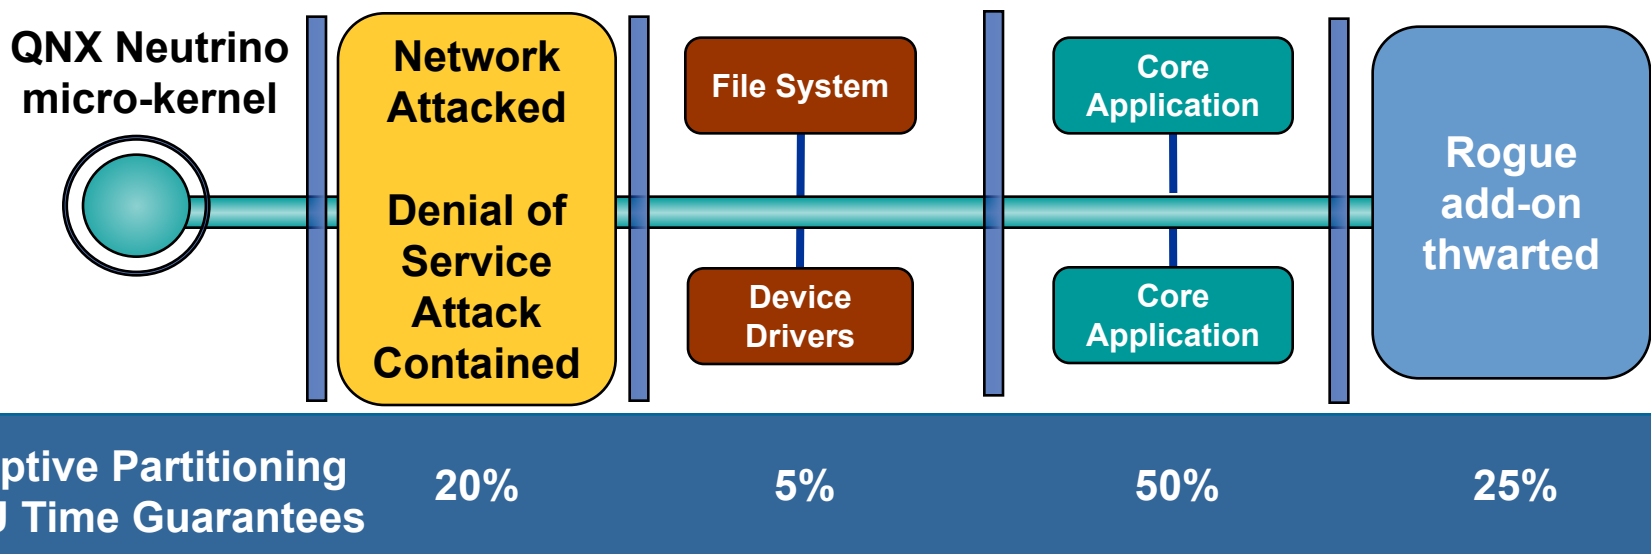 QNX Neutrino
micro-kernel
Network
Attacked
Denial of
Service
Attack
Contained
File System
Device
Drivers
Core
Application
Core
Application
Rogue
add-on
thwarted
ptive Partitioning
Time Guarantees
20%
5%
50%
25%